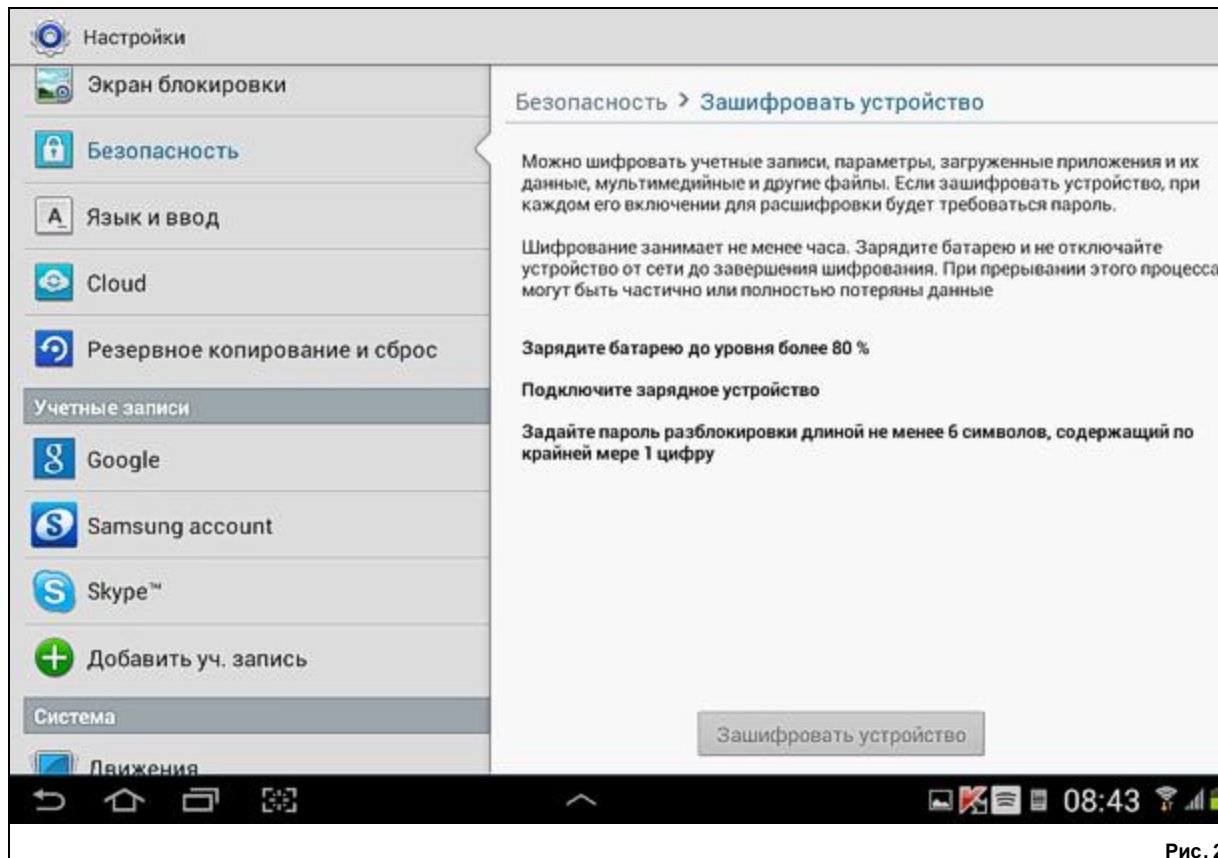 Настройки
Экран блокировки
Безопасность
Язык и ввод
Cloud
Резервное копирование и сброс
Учетные записи
Google
Samsung account
Skype™
Добавить уч. запись
Система
Движения
Безопасность > Зашифровать устройство
Можно шифровать учетные записи, параметры, загруженные приложения и их
данные, мультимедийные и другие файлы. Если зашифровать устройство, при
каждом его включении для расшифровки будет требоваться пароль.
Шифрование занимает не менее часа. Зарядите батарею и не отключайте
устройство от сети до завершения шифрования. При прерывании этого процесса
могут быть частично или полностью потеряны данные
Зарядите батарею до уровня более 80 %
Подключите зарядное устройство
Задайте пароль разблокировки длиной не менее 6 символов, содержащий по
крайней мере 1 цифру
Зашифровать устройство
08:43
Рис. 2